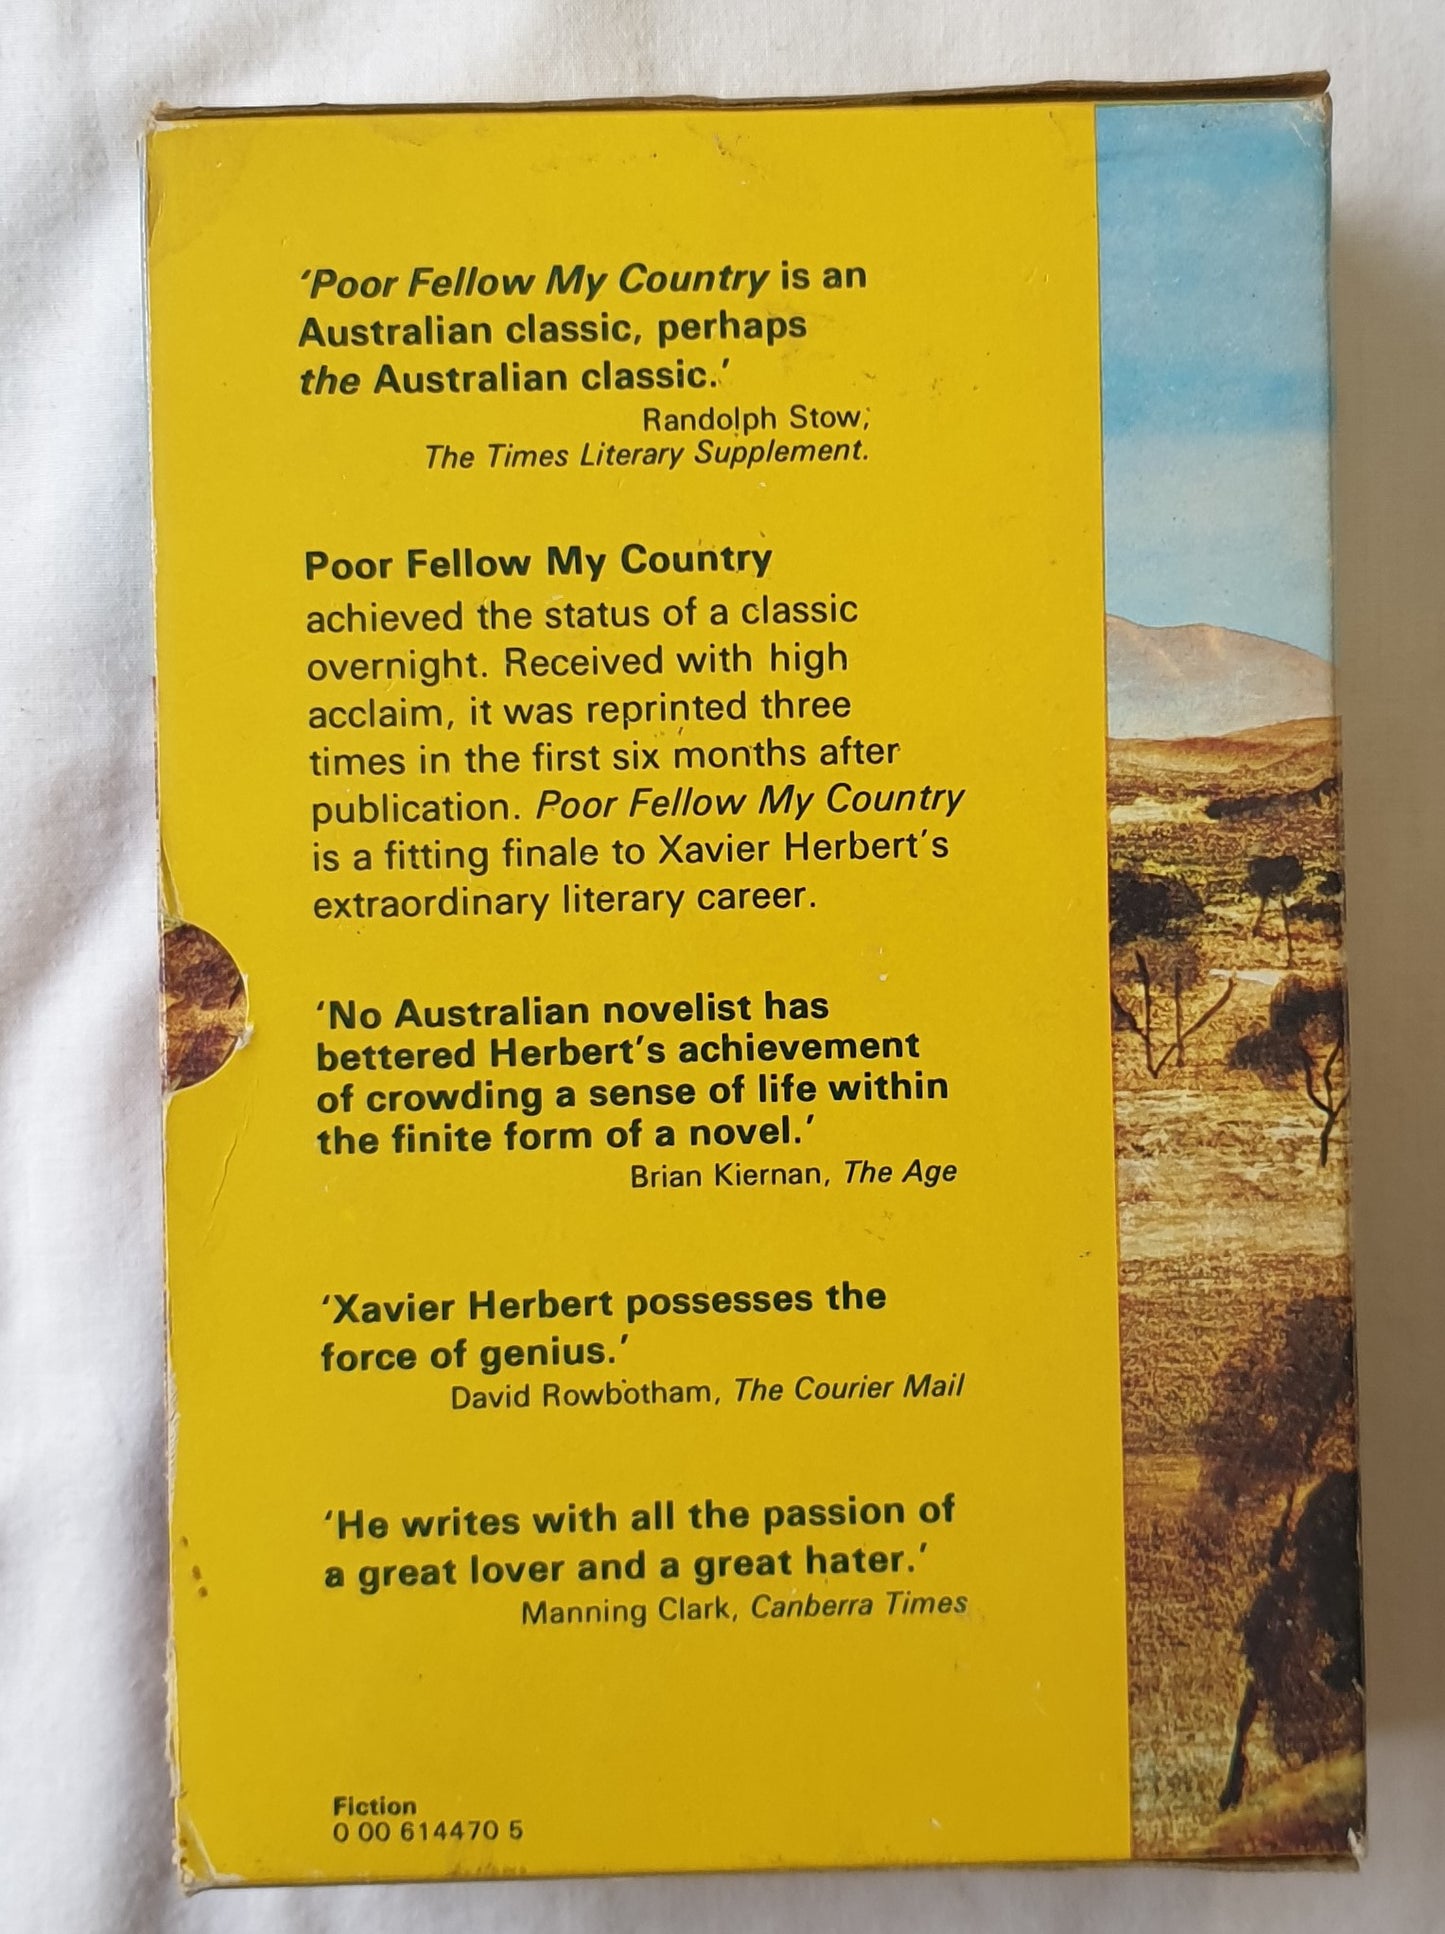 ‘Poor Fellow My Country is an
Australian classic, perhaps
the Australian classic.’
Randolph Stow,
The Times Literary Supplement.
Poor Fellow My Country
achieved the status of a classic
overnight. Received with high
acclaim, it was reprinted three
times in the first six months after
publication. Poor Fellow My Country
is a fitting finale to Xavier Herbert’s
extraordinary literary career.
‘No Australian novelist has
bettered Herbert’s achievement
of crowding a sense of life within
the finite form of a novel.’
Brian Kiernan, The Age
‘Xavier Herbert possesses the
force of genius.’
David Rowbotham, The Courier Mail
‘He writes with all the passion of
a great lover and a great hater.’
Manning Clark, Canberra Times
Fiction
0 00 614470 5